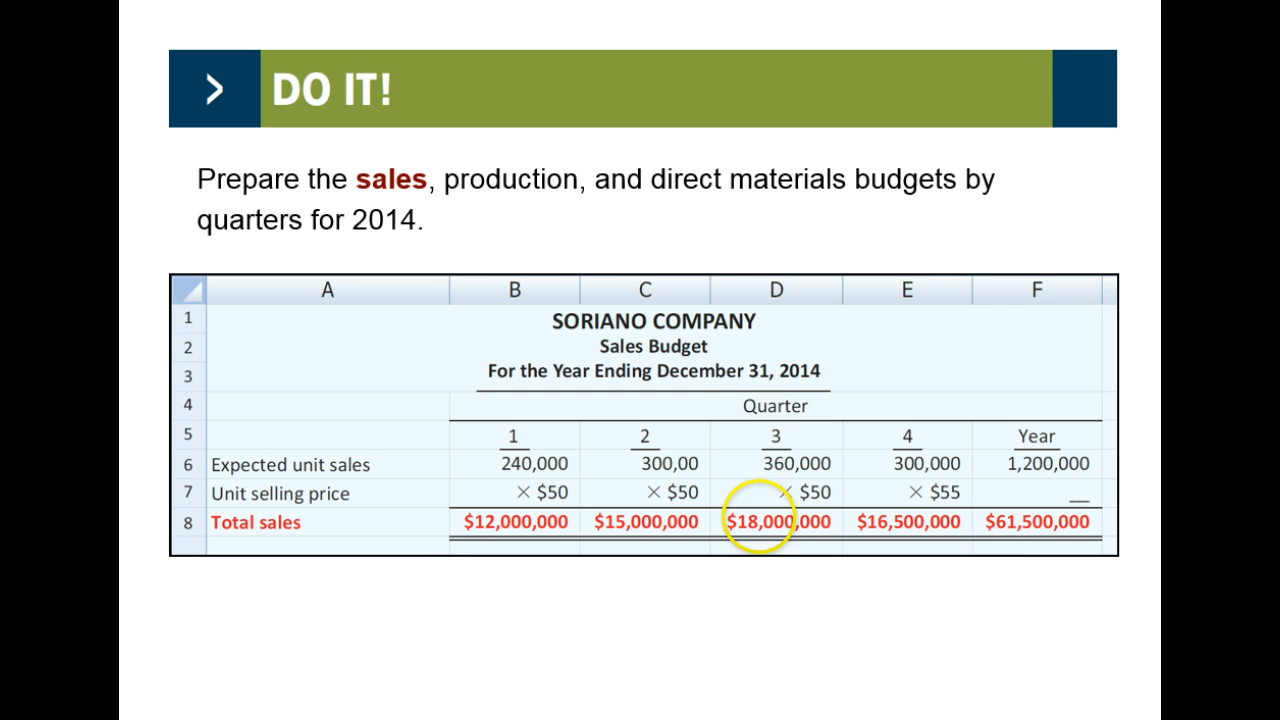 > DO IT!
Prepare the sales, production, and direct materials budgets by
quarters for 2014.
A B C D E F
1 SORIANO COMPANY
2 Sales Budget
3 For the Year Ending December 31, 2014
4 Quarter
5 1 2 3 4 Year
6 Expected unit sales 240,000 300,00 360,000 300,000 1,200,000
7 Unit selling price × $50 × $50 × $50 × $55
8 Total sales $12,000,000 $15,000,000 $18,000,000 $16,500,000 $61,500,000